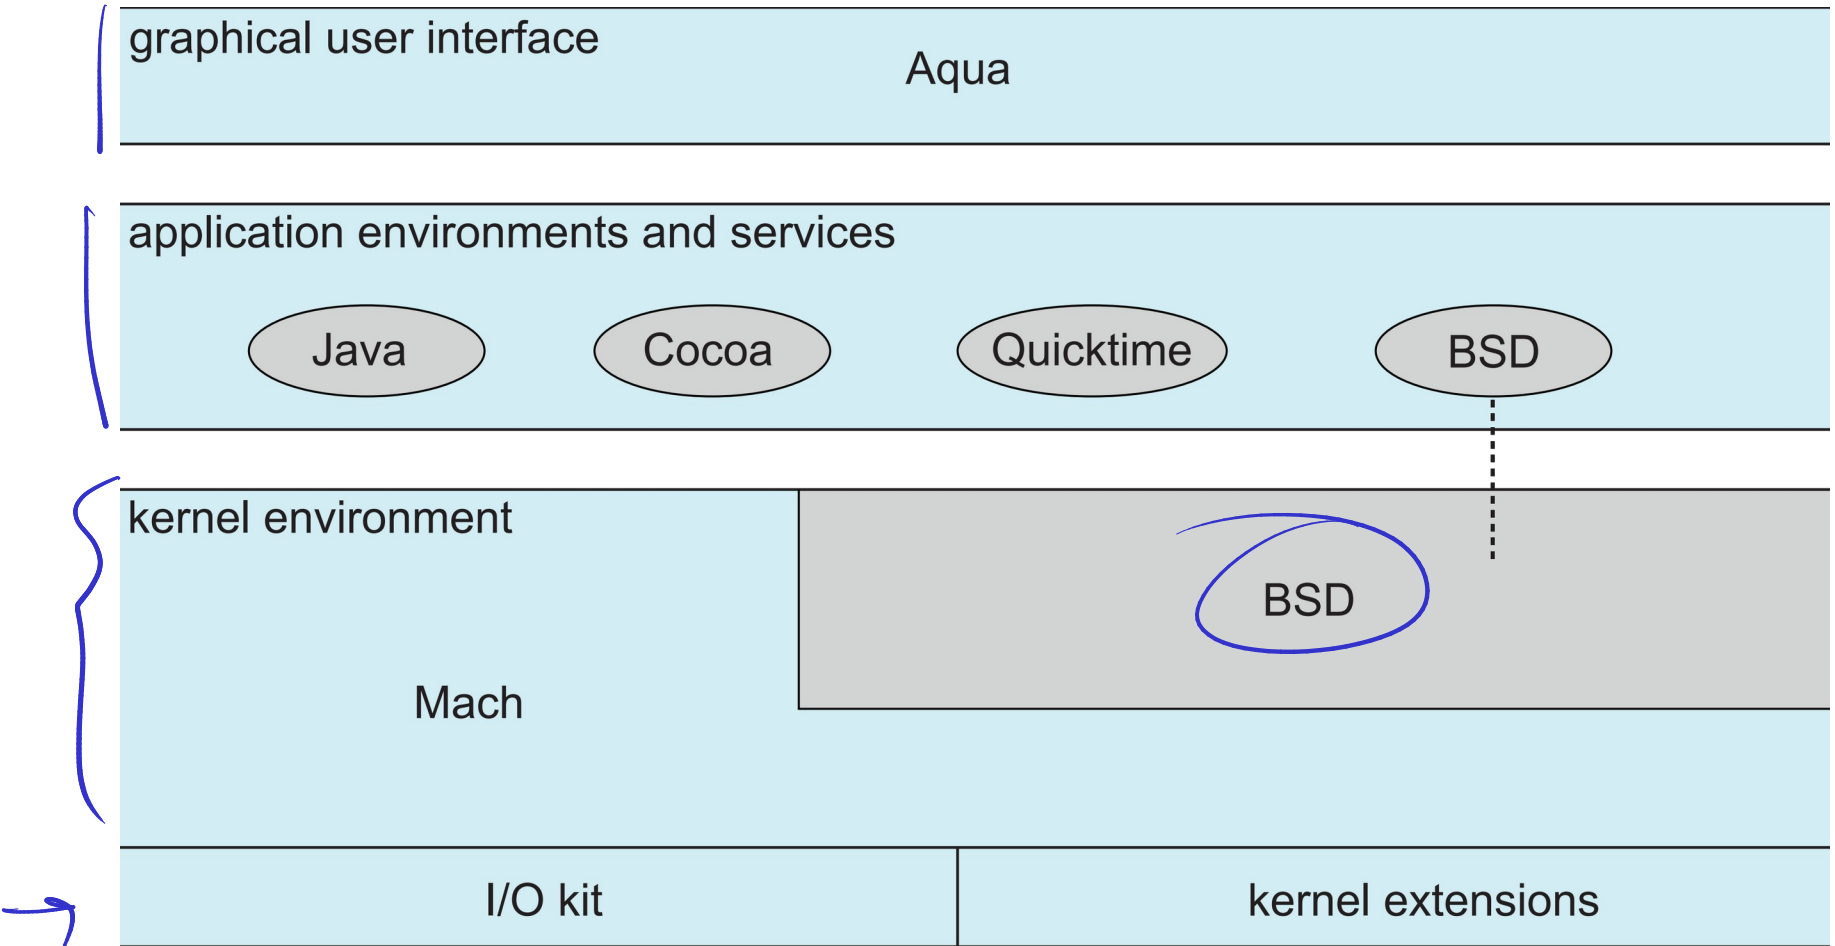 graphical user interface
Aqua
application environments and services
Java Cocoa Quicktime BSD
kernel environment
BSD
Mach
I/O kit kernel extensions